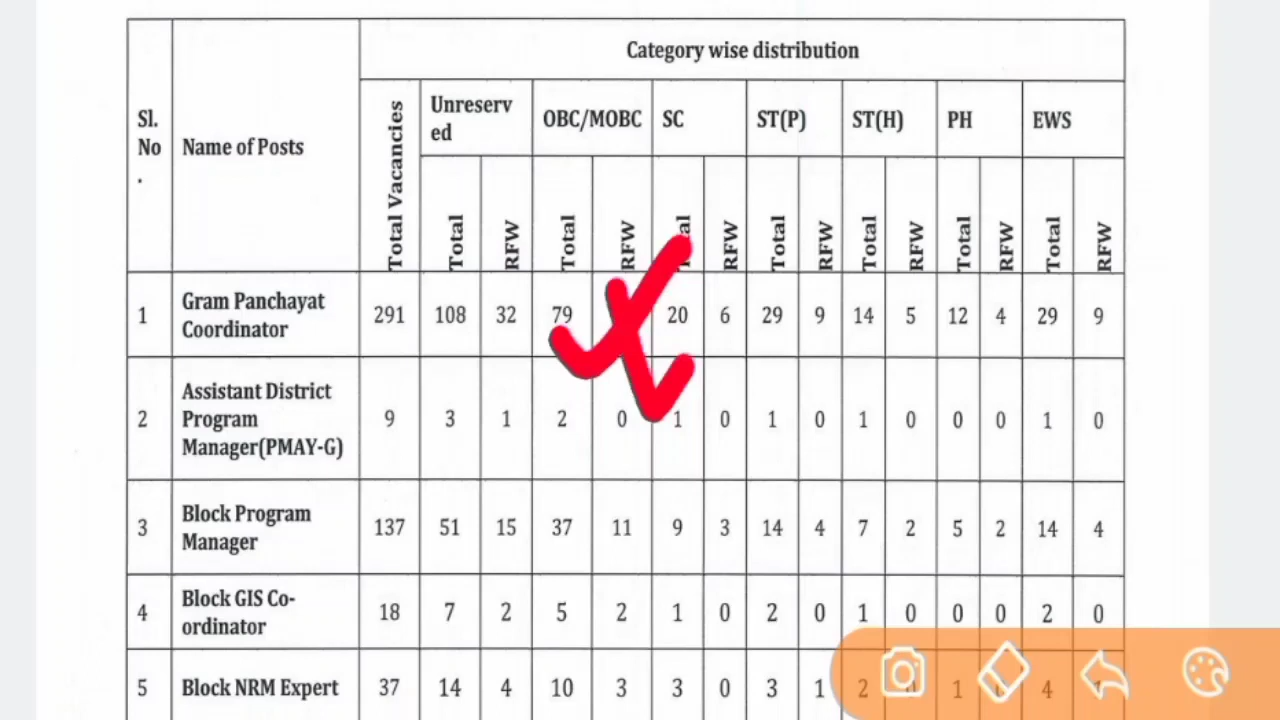 Category wise distribution
Sl. No . Name of Posts Total Vacancies Unreserv ed OBC/MOBC SC ST(P) ST(H) PH EWS
Total RFW Total RFW Total RFW Total RFW Total RFW Total RFW
1 Gram Panchayat Coordinator 291 108 32 79 20 6 29 9 14 5 12 4 29 9
2 Assistant District Program Manager(PMAY-G) 9 3 1 2 0 1 0 1 0 1 0 0 0 1 0
3 Block Program Manager 137 51 15 37 11 9 3 14 4 7 2 5 2 14 4
4 Block GIS Co-ordinator 18 7 2 5 2 1 0 2 0 1 0 0 0 2 0
5 Block NRM Expert 37 14 4 10 3 3 0 3 1 2 0 1 4